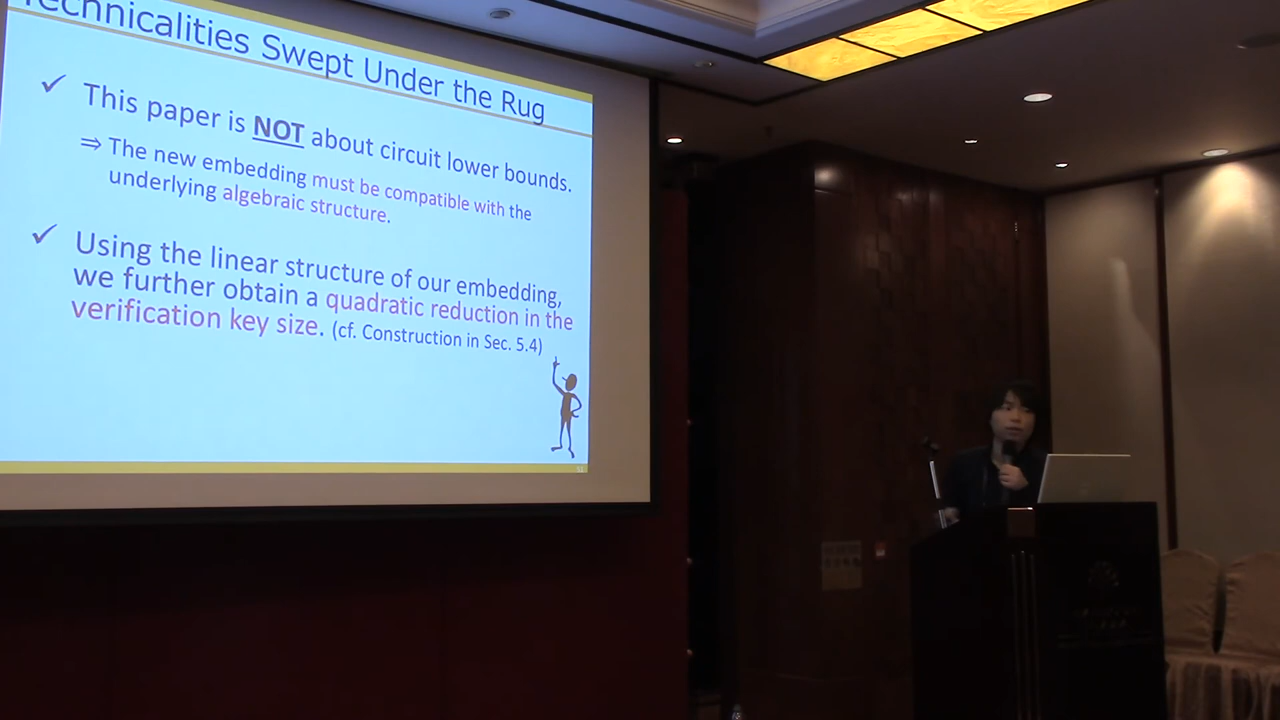 Technicalities Swept Under the Rug
✓ This paper is NOT about circuit lower bounds.
⇒ The new embedding must be compatible with the
underlying algebraic structure.
✓ Using the linear structure of our embedding,
we further obtain a quadratic reduction in the
verification key size. (cf. Construction in Sec. 5.4)